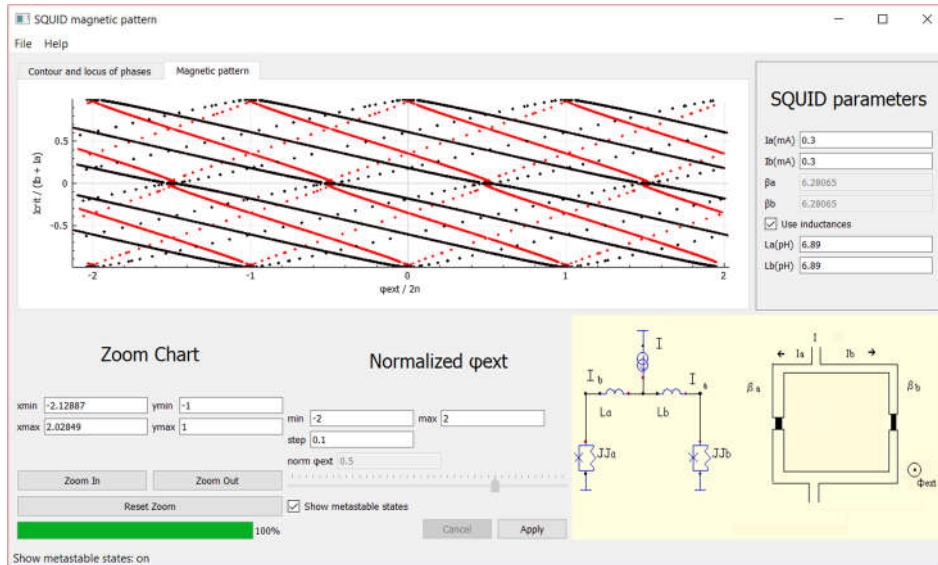 SQUID magnetic pattern
File Help
Contour and locus of phases Magnetic pattern
Icrit / (Ib + Ia)
0.5
0
-0.5
-2 -1 0 1 2
φext / 2π
SQUID parameters
Ia(mA) 0.3
Ib(mA) 0.3
βa 6.28065
βb 6.28065
Use inductances
La(pH) 6.89
Lb(pH) 6.89
Zoom Chart
xmin -2.12887 ymin -1
xmax 2.02849 ymax 1
Zoom In Zoom Out
Reset Zoom
100%
Normalized φext
min -2 max 2
step 0.1
norm φext 0.5
Show metastable states
Cancel Apply
I
I b I a
La Lb
JJa JJb
I
Ia Ib
β a β b
Φext
Show metastable states: on